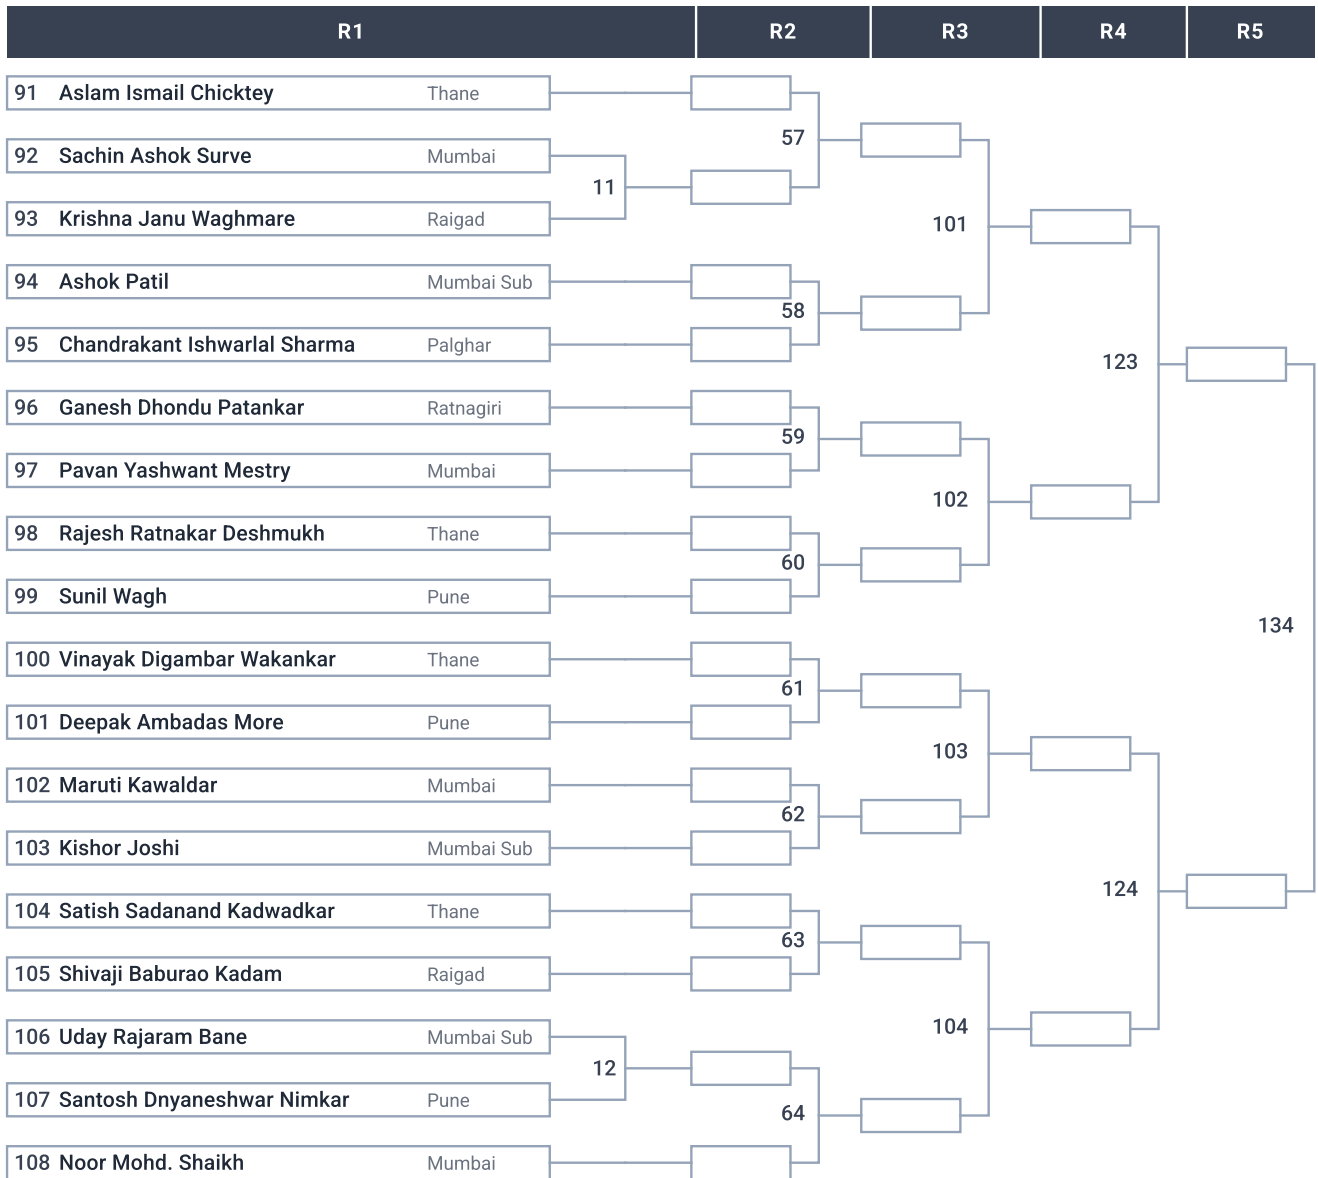 R1 R2 R3 R4 R5
91 Aslam Ismail Chicktey Thane
57
92 Sachin Ashok Surve Mumbai
11
93 Krishna Janu Waghmare Raigad
101
94 Ashok Patil Mumbai Sub
58
95 Chandrakant Ishwarlal Sharma Palghar
123
96 Ganesh Dhondu Patankar Ratnagiri
59
97 Pavan Yashwant Mestry Mumbai
102
98 Rajesh Ratnakar Deshmukh Thane
60
99 Sunil Wagh Pune
134
100 Vinayak Digambar Wakankar Thane
61
101 Deepak Ambadas More Pune
103
102 Maruti Kawaldar Mumbai
62
103 Kishor Joshi Mumbai Sub
124
104 Satish Sadanand Kadwadkar Thane
63
105 Shivaji Baburao Kadam Raigad
104
106 Uday Rajaram Bane Mumbai Sub
12
107 Santosh Dnyaneshwar Nimkar Pune
64
108 Noor Mohd. Shaikh Mumbai